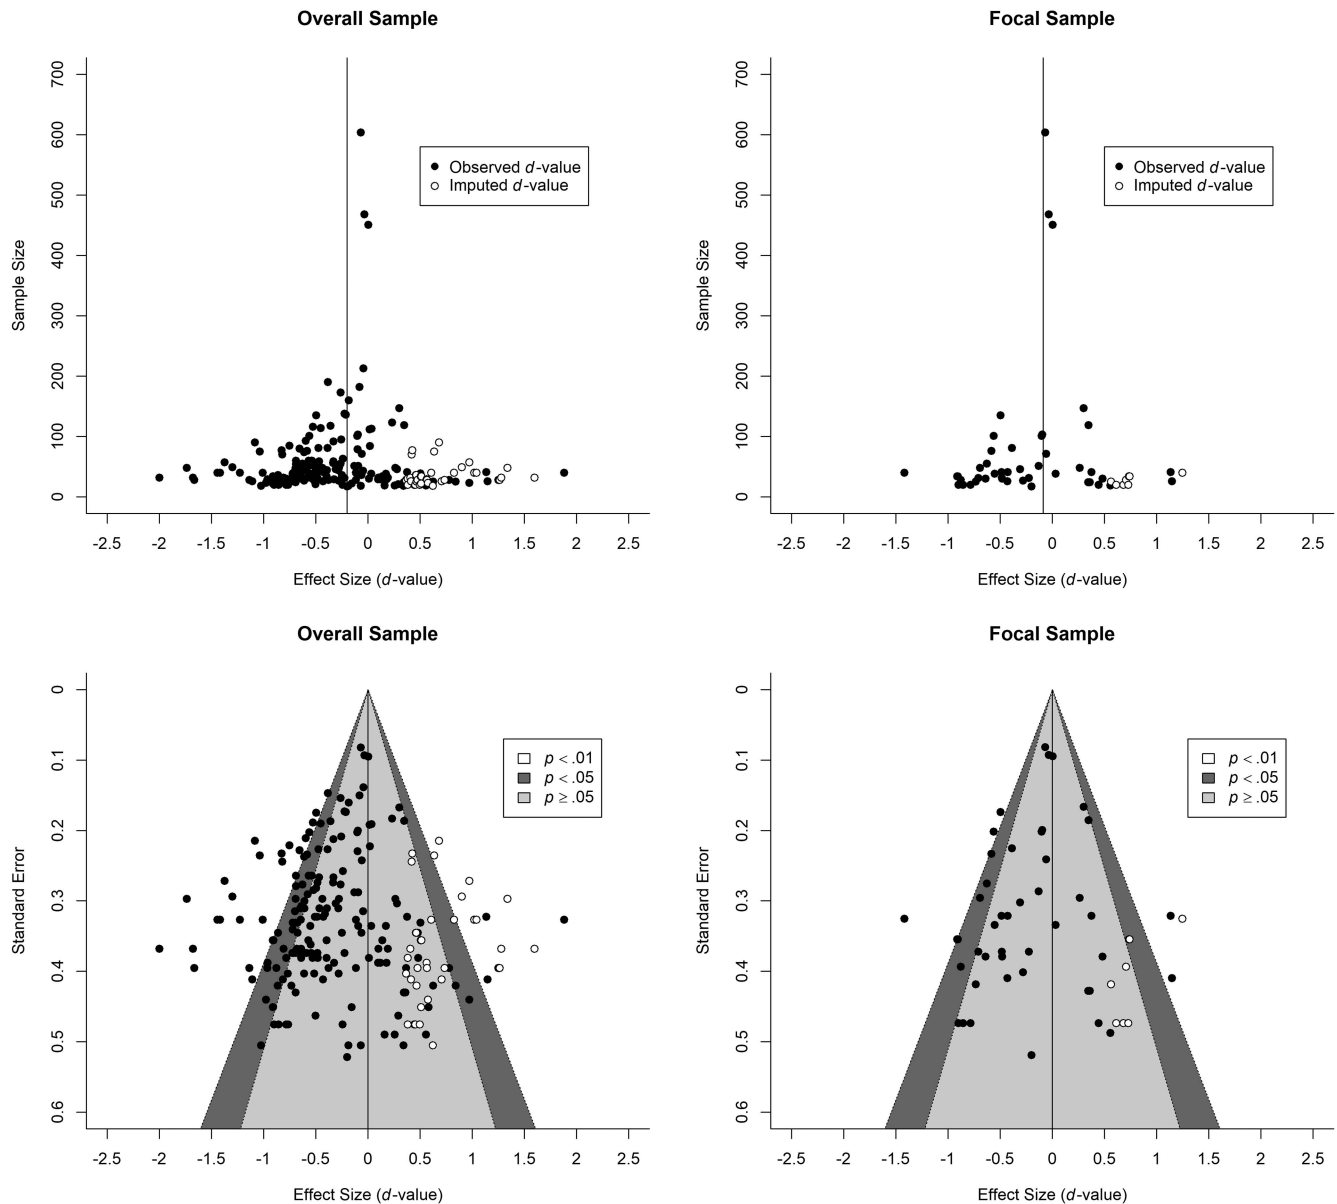 Overall Sample
700
600
500
400
300
200
100
0
Sample Size
Observed d-value
Imputed d-value
-2.5 -2 -1.5 -1 -0.5 0 0.5 1 1.5 2 2.5
Effect Size (d-value)
Focal Sample
700
600
500
400
300
200
100
0
Sample Size
Observed d-value
Imputed d-value
-2.5 -2 -1.5 -1 -0.5 0 0.5 1 1.5 2 2.5
Effect Size (d-value)
Overall Sample
0
0.1
0.2
0.3
0.4
0.5
0.6
Standard Error
p < .01
p < .05
p ≥ .05
-2.5 -2 -1.5 -1 -0.5 0 0.5 1 1.5 2 2.5
Effect Size (d-value)
Focal Sample
0
0.1
0.2
0.3
0.4
0.5
0.6
Standard Error
p < .01
p < .05
p ≥ .05
-2.5 -2 -1.5 -1 -0.5 0 0.5 1 1.5 2 2.5
Effect Size (d-value)